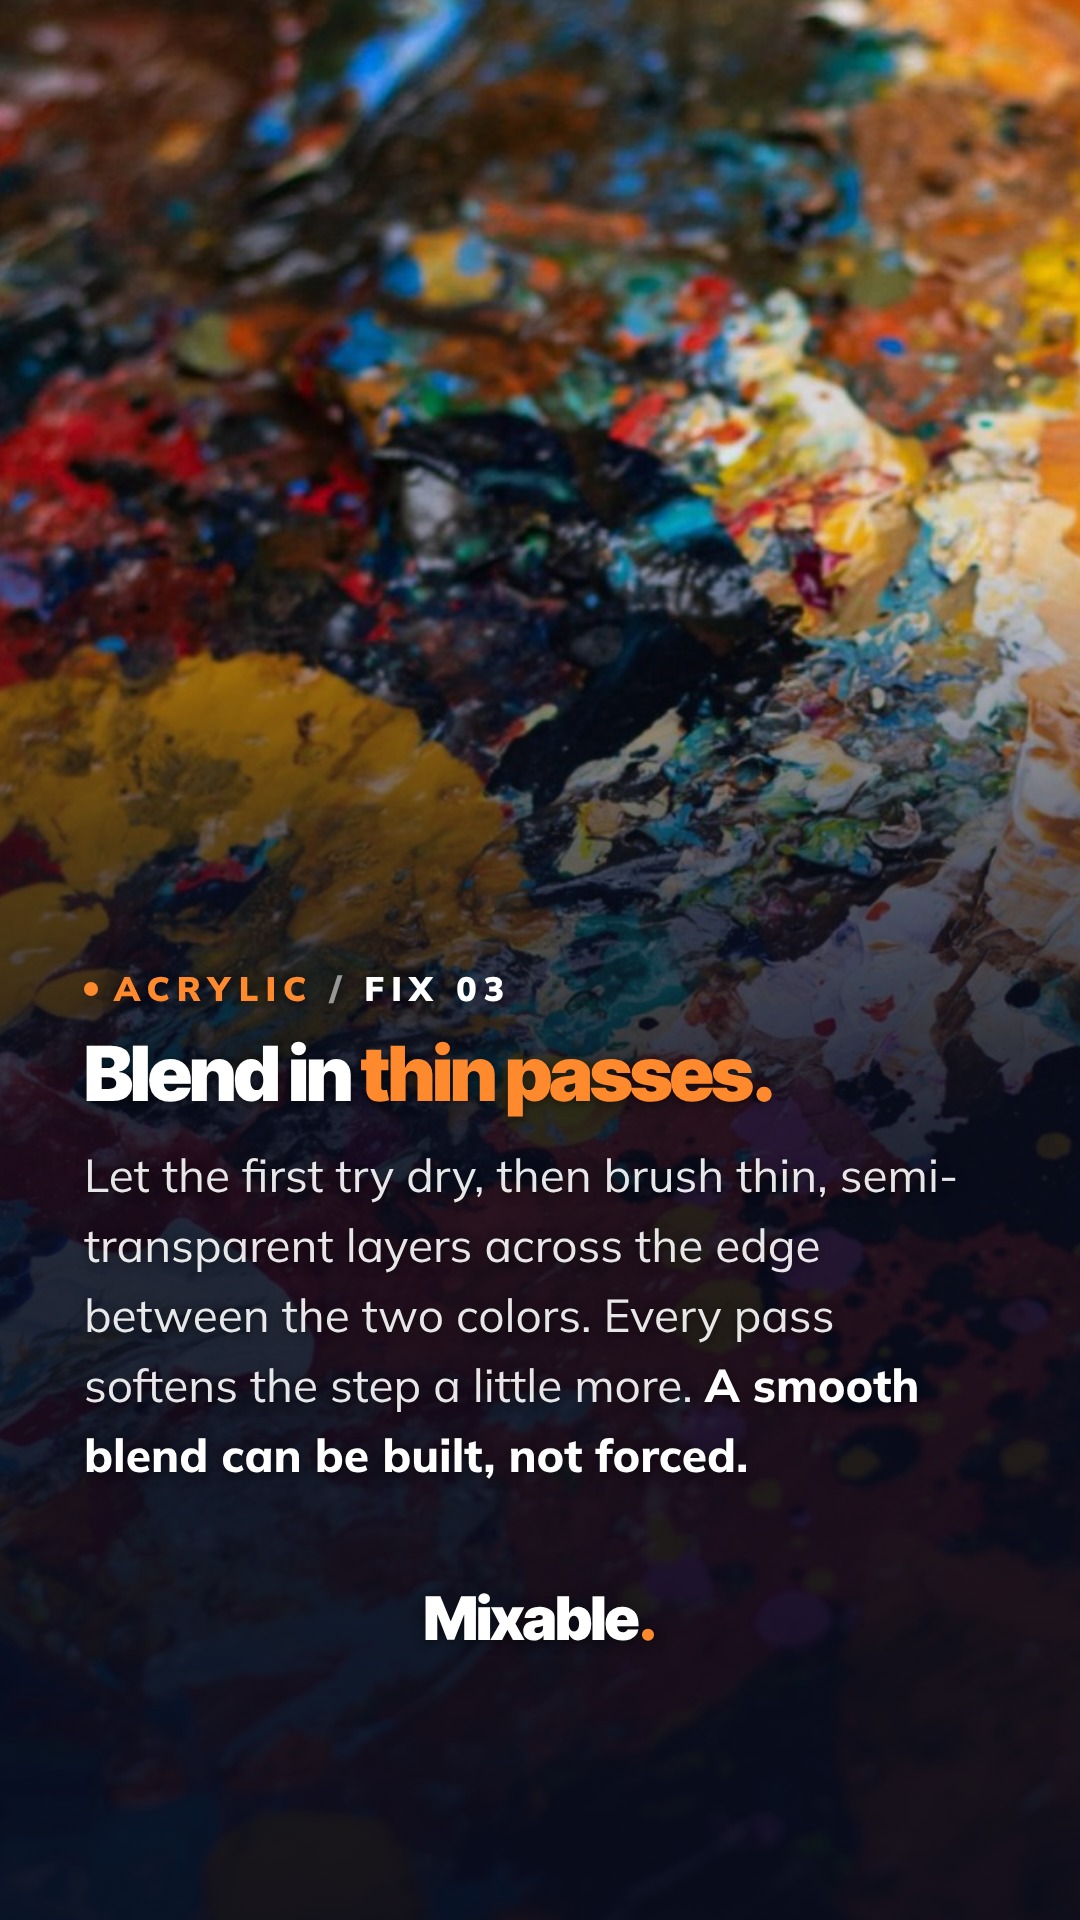 • ACRYLIC / FIX 03
Blend in thin passes.
Let the first try dry, then brush thin, semi-
transparent layers across the edge
between the two colors. Every pass
softens the step a little more. A smooth
blend can be built, not forced.
Mixable.